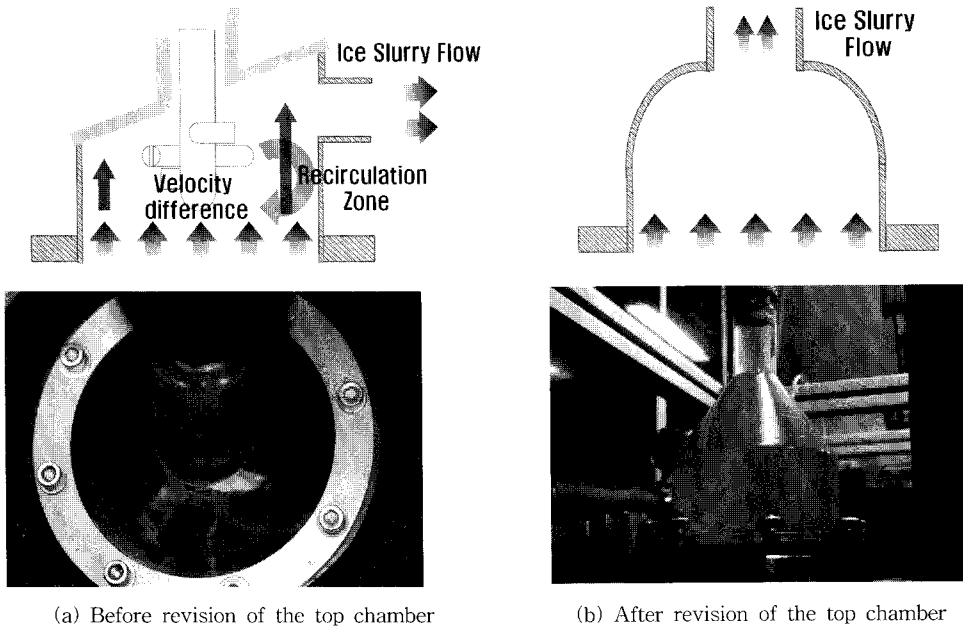 Ice Slurry Flow
Velocity
difference
Recirculation
Zone
Ice Slurry
Flow
(a) Before revision of the top chamber
(b) After revision of the top chamber